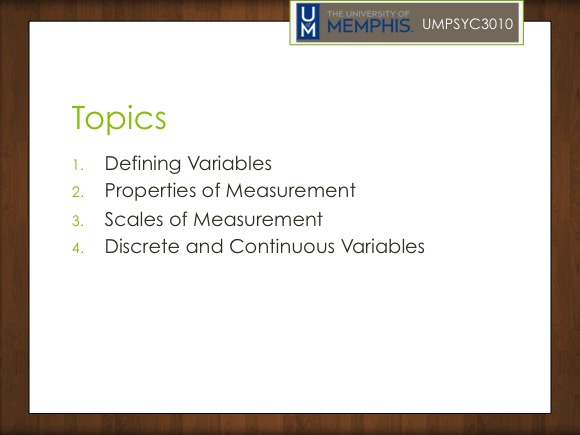 UM
THE UNIVERSITY OF
MEMPHIS.
UMPSYC3010
Topics
1. Defining Variables
2. Properties of Measurement
3. Scales of Measurement
4. Discrete and Continuous Variables